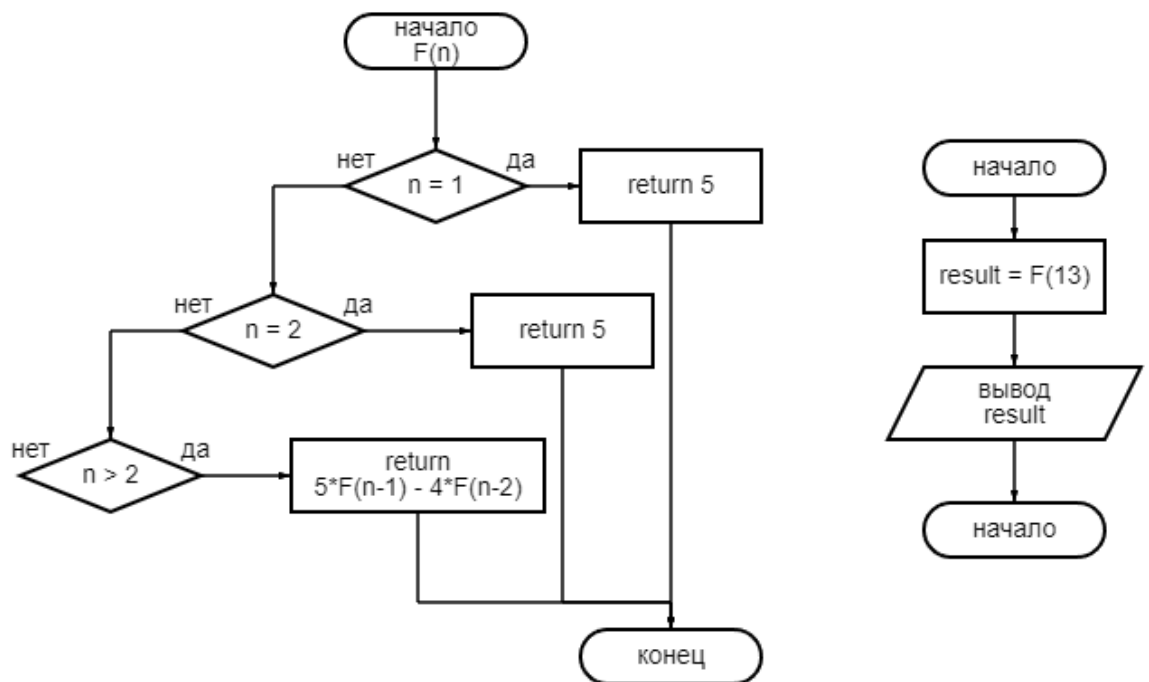 начало
F(n)
нет
да
n = 1
return 5
нет
да
n = 2
return 5
нет
да
n > 2
return
5*F(n-1) - 4*F(n-2)
конец
начало
result = F(13)
вывод
result
начало